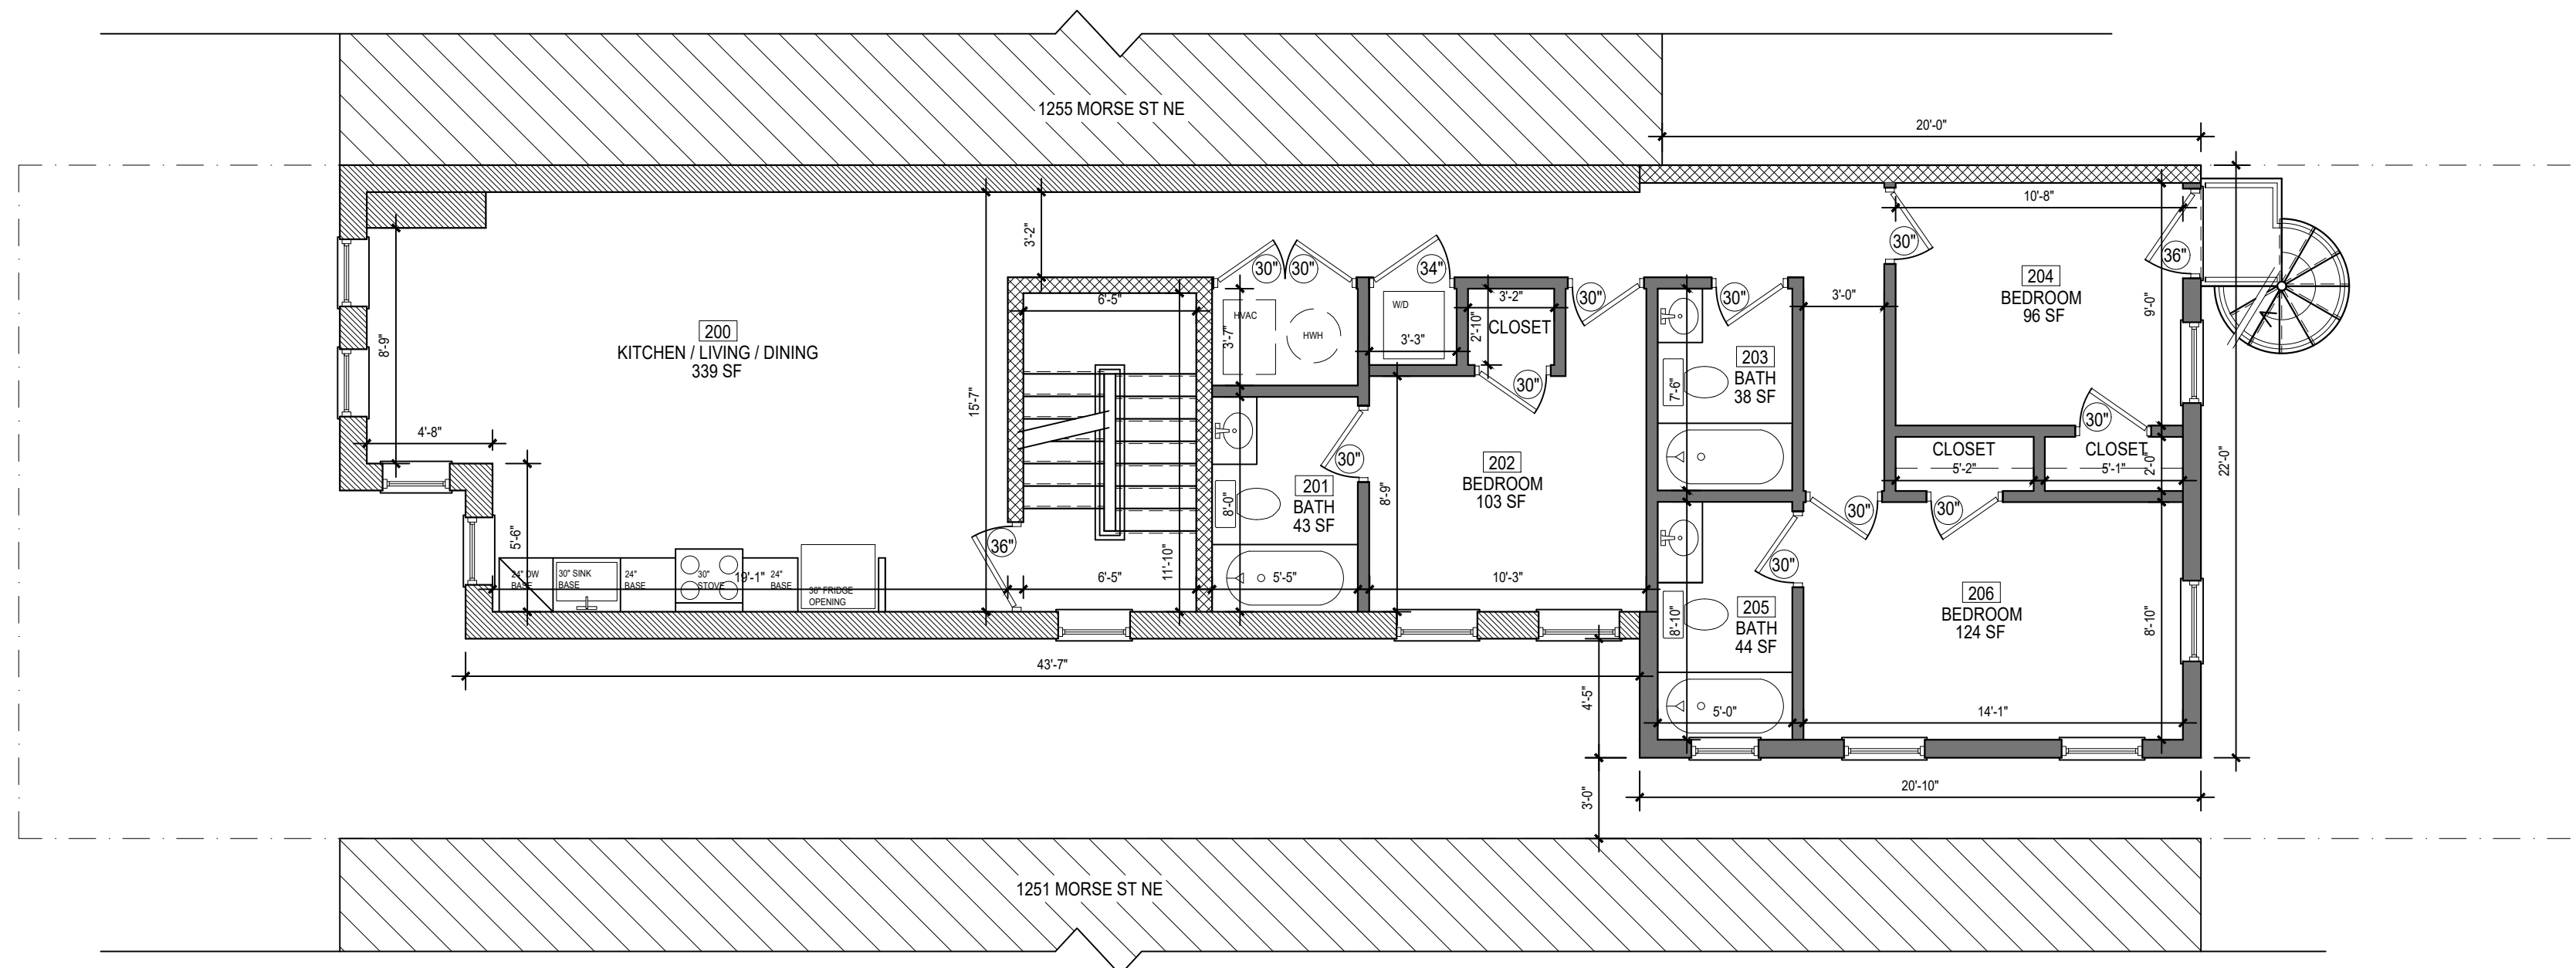 1255 MORSE ST NE
20'-0"
10'-8"
3'-2"
30"
36"
30"
30"
34"
204
BEDROOM
96 SF
9'-0"
6'-5"
3'-7"
HVAC
HWH
W/D
3'-3"
2'-10"
3'-2"
CLOSET
30"
30"
3'-0"
200
KITCHEN / LIVING / DINING
339 SF
8'-9"
15'-7"
203
BATH
38 SF
7'-6"
30"
30"
4'-8"
CLOSET
5'-2"
CLOSET
5'-1"
2'-0"
22'-0"
30"
202
BEDROOM
103 SF
8'-9"
201
BATH
43 SF
8'-0"
30"
30"
5'-6"
36"
24" DW
BASE
30" SINK
BASE
24"
BASE
30"
STOVE
19'-1"
24"
BASE
36" FRIDGE
OPENING
6'-5"
11'-10"
5'-5"
10'-3"
30"
205
BATH
44 SF
8'-10"
206
BEDROOM
124 SF
8'-10"
43'-7"
4'-5"
5'-0"
14'-1"
20'-10"
3'-0"
1251 MORSE ST NE